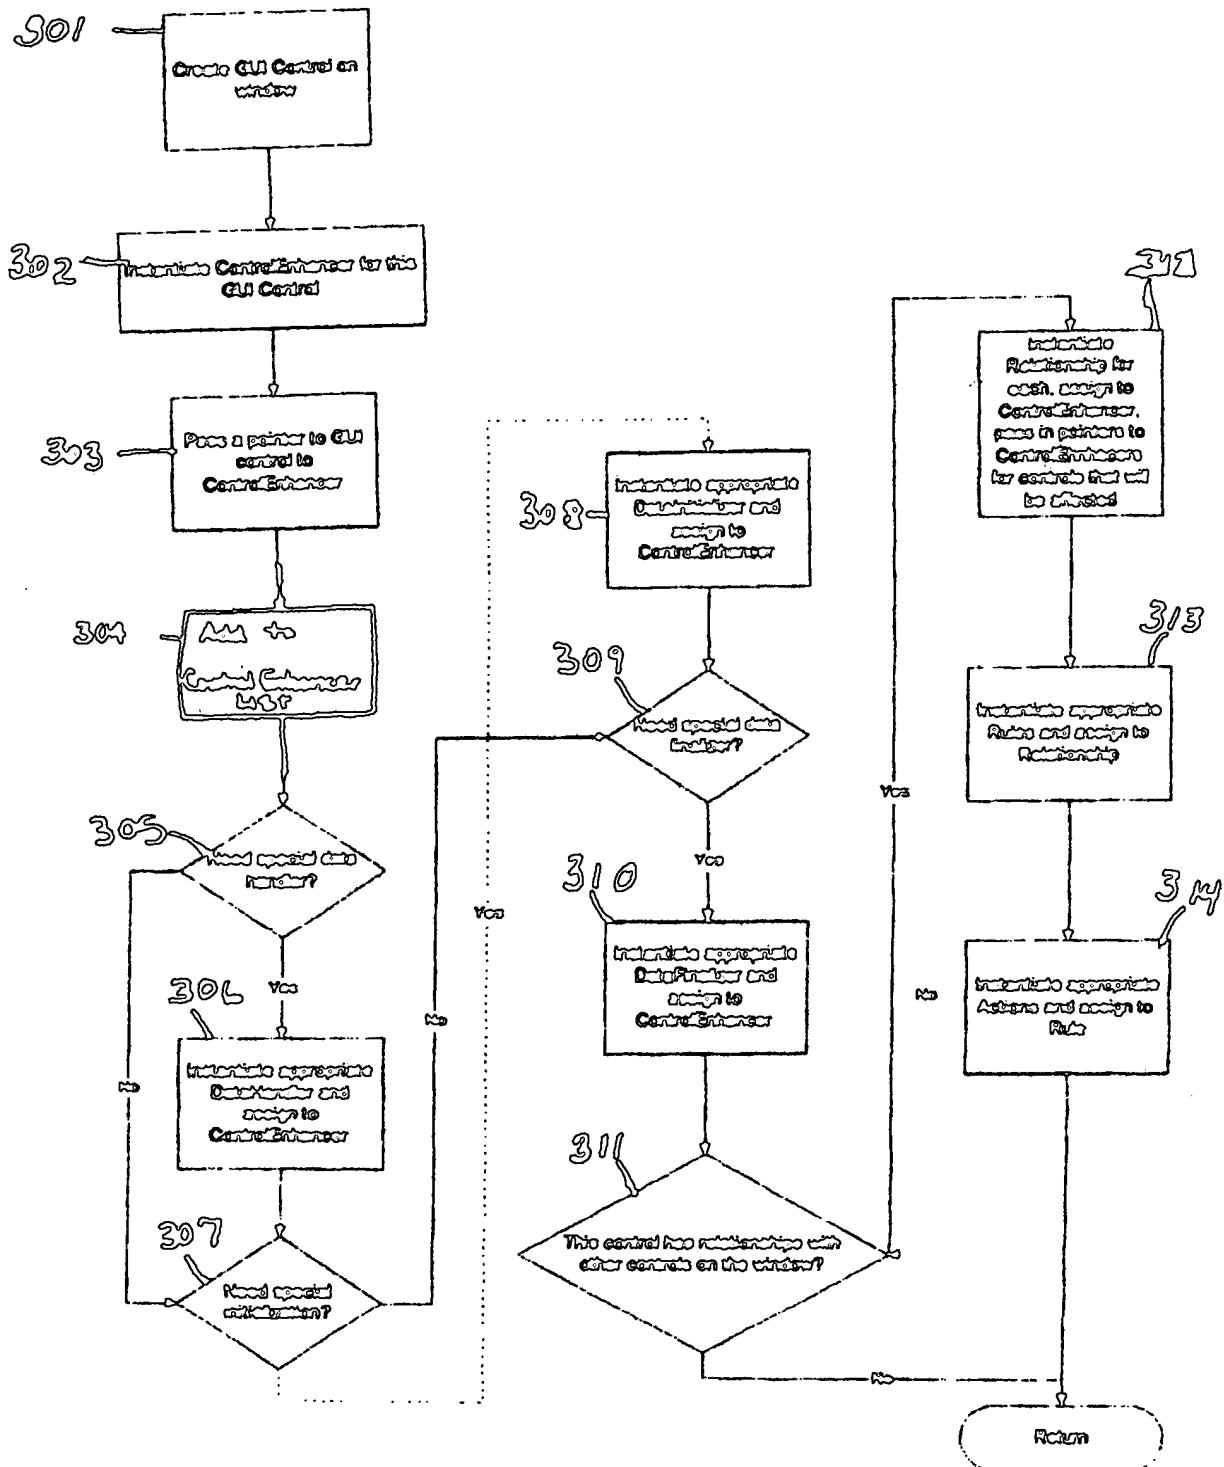 301
Create GUI Control on
window
302
Instantiate ControlEnhancer for this
GUI Control
303
Pass a pointer to GUI
control to
ControlEnhancer
304
Add to
Control Enhancer
List
305
Need special data
handler?
Yes
No
306
Instantiate appropriate
DataHandler and
assign to
ControlEnhancer
307
Need special
initialization?
No
Yes
308
Instantiate appropriate
DataInitializer and
assign to
ControlEnhancer
309
Need special data
finalizer?
Yes
No
310
Instantiate appropriate
DataFinalizer and
assign to
ControlEnhancer
311
This control has relationships with
other controls on the window?
Yes
No
312
Instantiate
Relationship for
each, assign to
ControlEnhancer,
pass in pointers to
ControlEnhancers
for controls that will
be affected
313
Instantiate appropriate
Rules and assign to
Relationship
314
Instantiate appropriate
Actions and assign to
Rule
Return